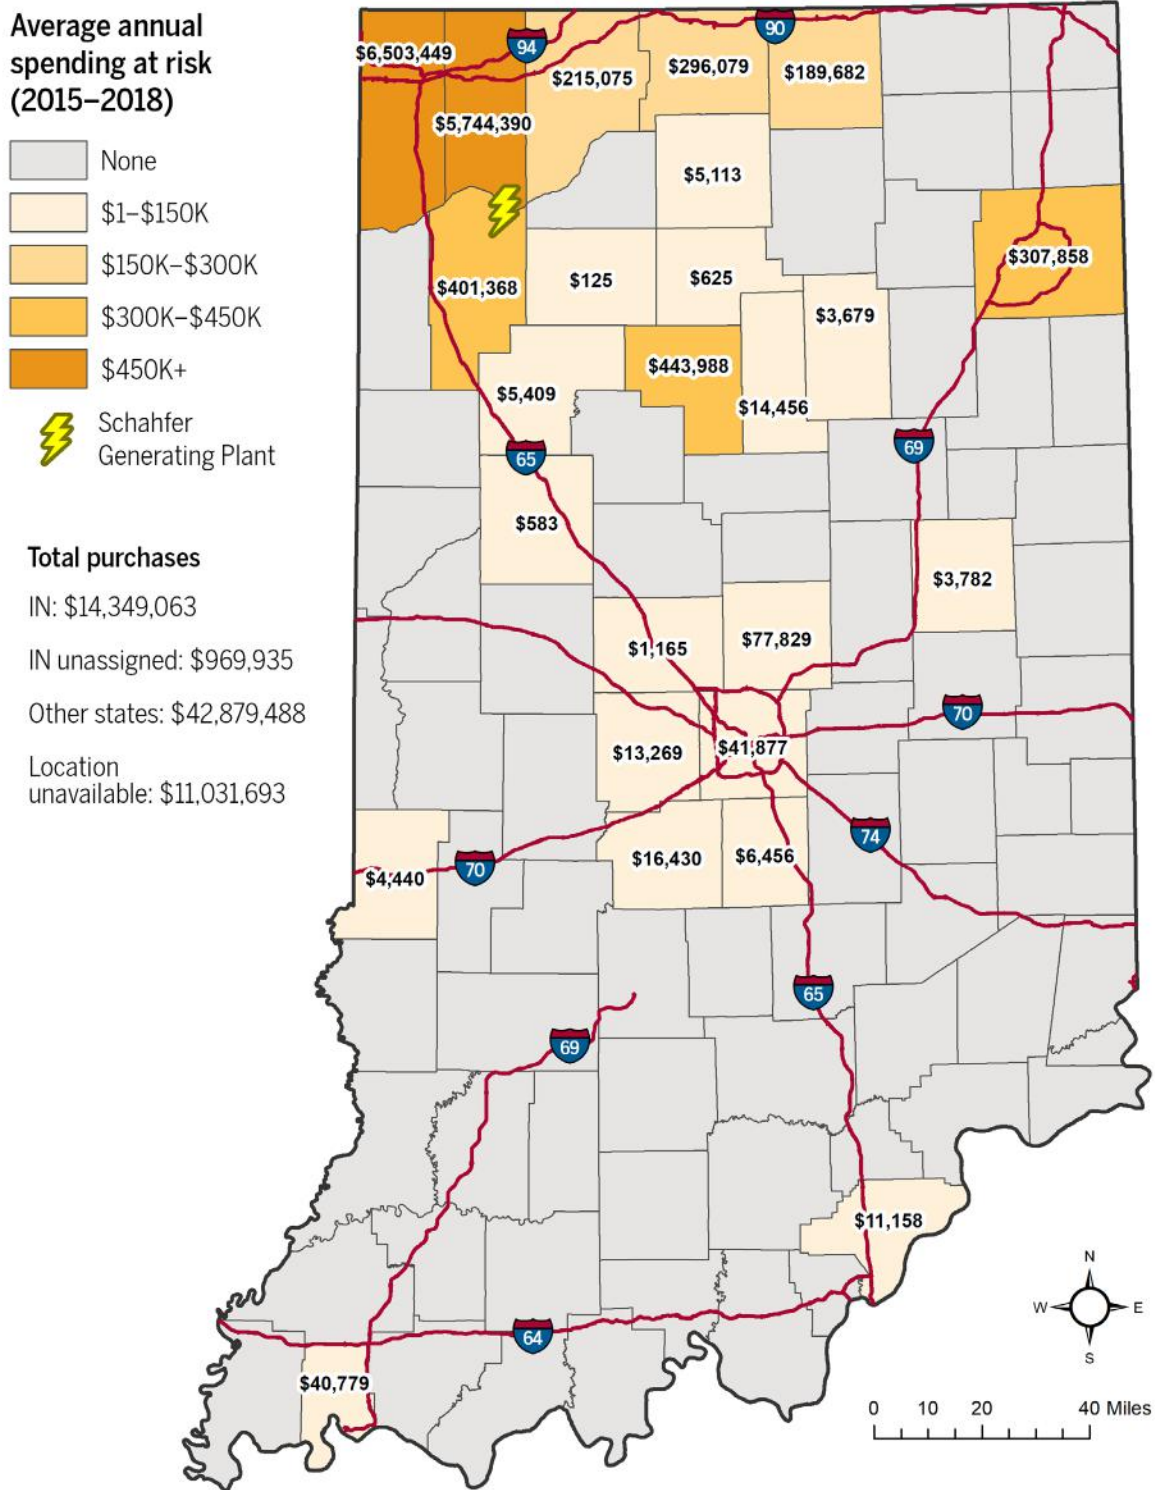 Average annual
spending at risk
(2015–2018)
None
$1–$150K
$150K–$300K
$300K–$450K
$450K+
Schahfer
Generating Plant
Total purchases
IN: $14,349,063
IN unassigned: $969,935
Other states: $42,879,488
Location
unavailable: $11,031,693
90
94
$6,503,449
$215,075
$296,079
$189,682
$5,744,390
$5,113
$307,858
$401,368
$125
$625
$3,679
$443,988
$5,409
$14,456
69
65
$583
$3,782
$1,165
$77,829
70
$13,269
$41,877
74
$16,430
$6,456
70
$4,440
65
69
$11,158
64
$40,779
N
W
E
S
0 10 20 40 Miles